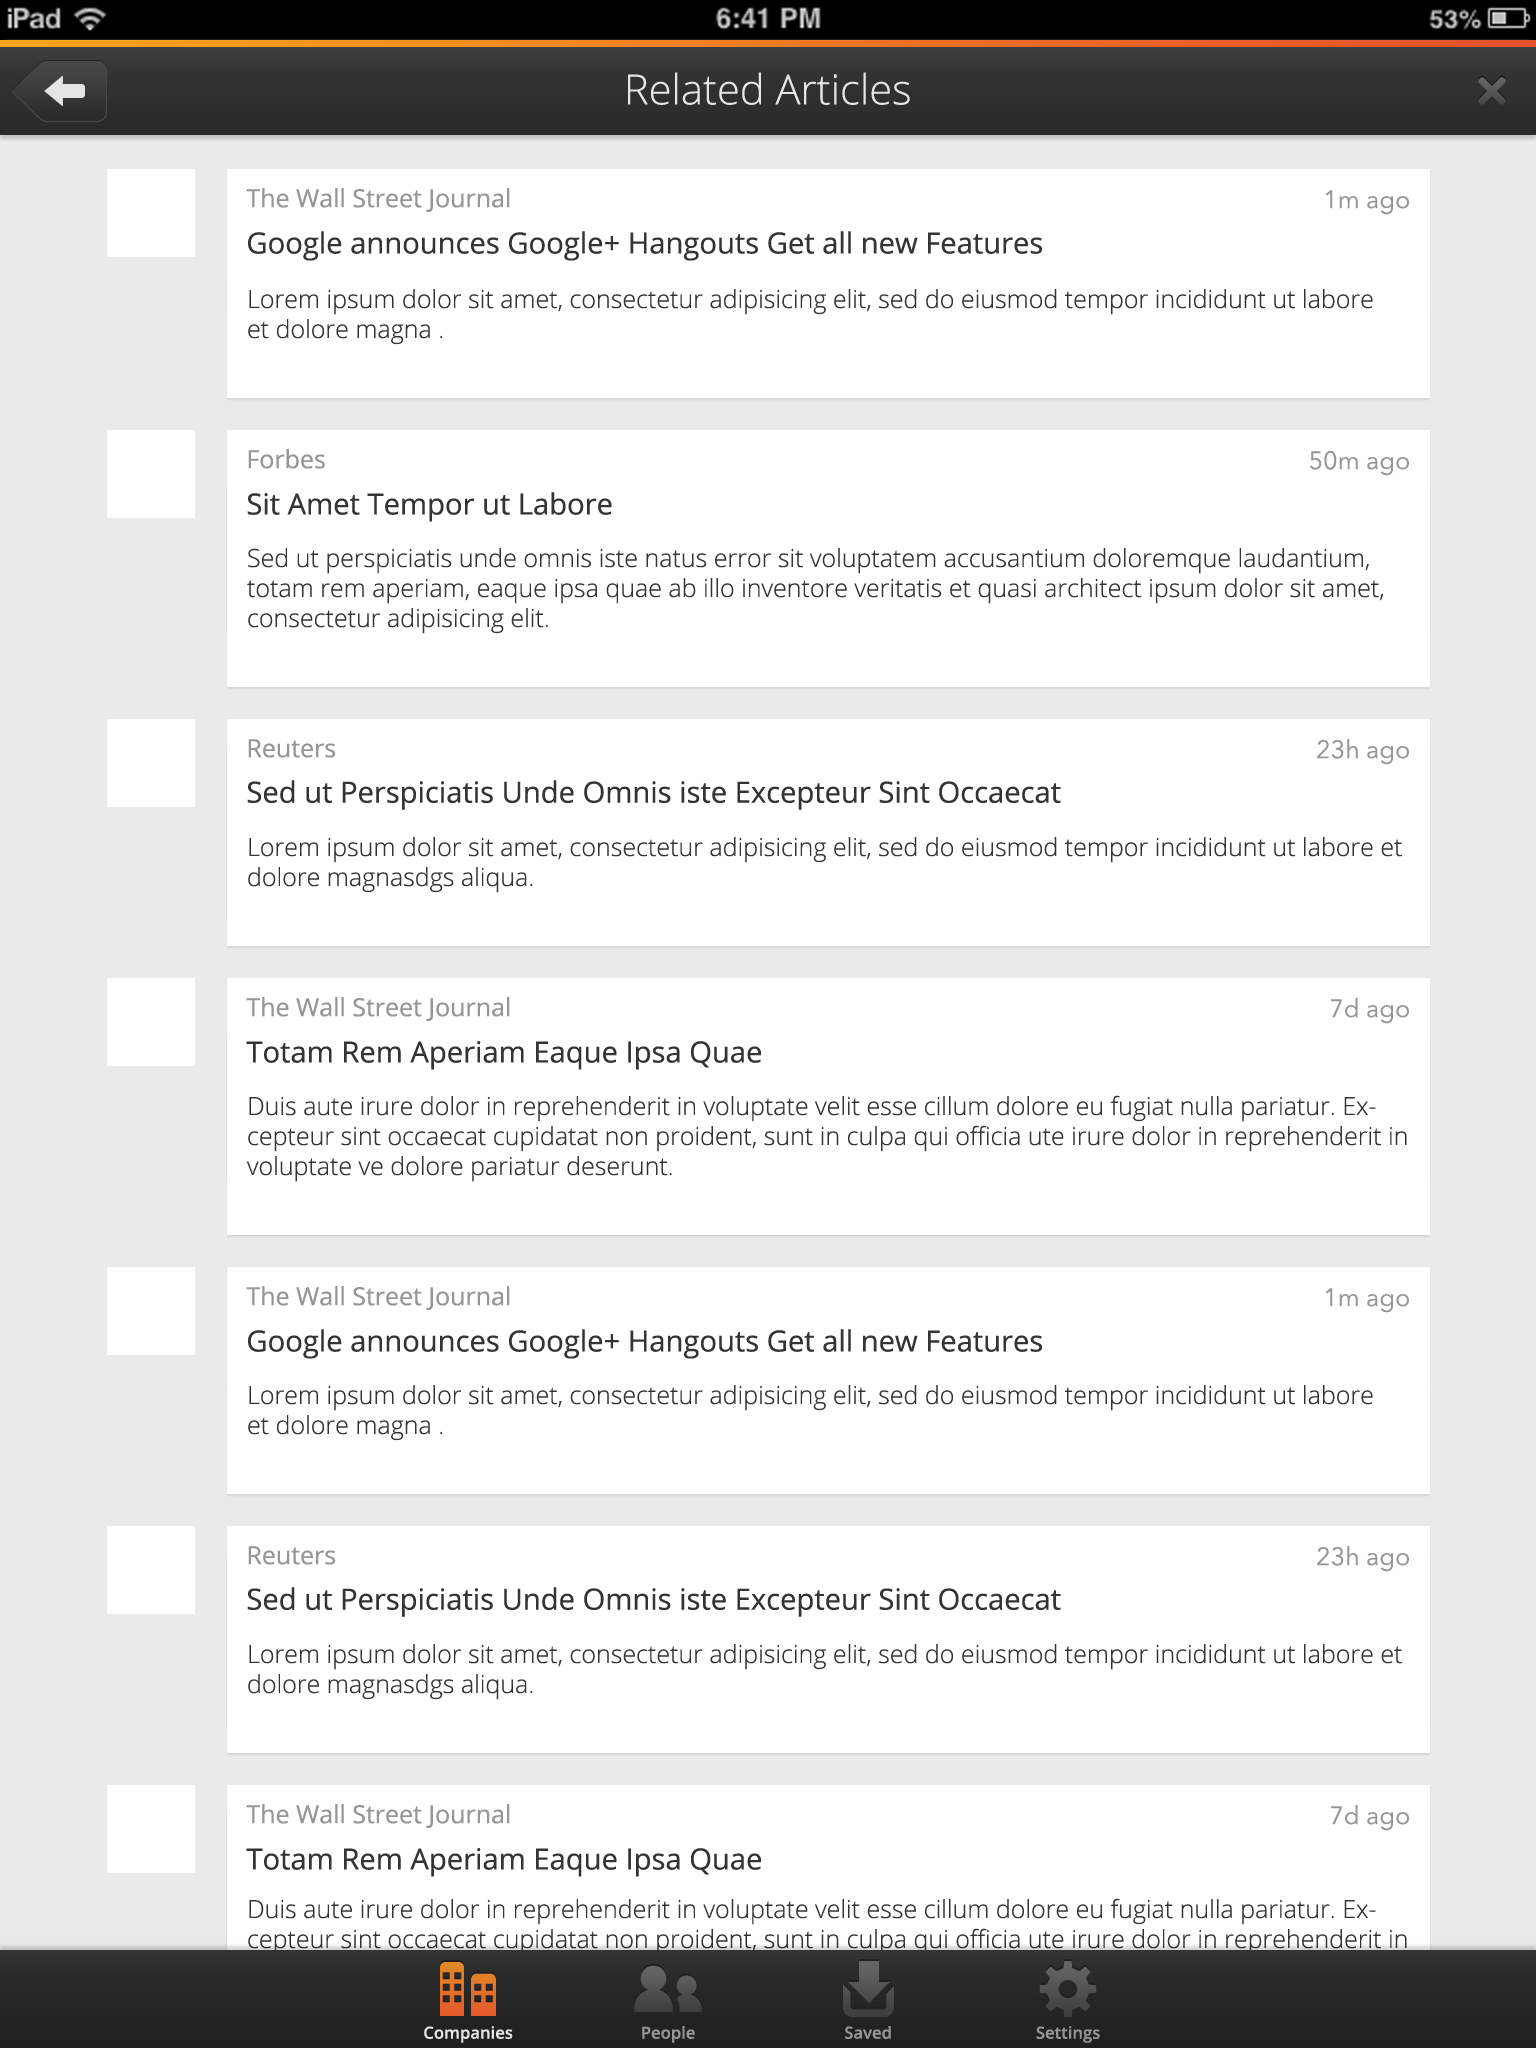 iPad
6:41 PM
53%
Related Articles
The Wall Street Journal
1m ago
Google announces Google+ Hangouts Get all new Features
Lorem ipsum dolor sit amet, consectetur adipisicing elit, sed do eiusmod tempor incididunt ut labore
et dolore magna .
Forbes
50m ago
Sit Amet Tempor ut Labore
Sed ut perspiciatis unde omnis iste natus error sit voluptatem accusantium doloremque laudantium,
totam rem aperiam, eaque ipsa quae ab illo inventore veritatis et quasi architect ipsum dolor sit amet,
consectetur adipisicing elit.
Reuters
23h ago
Sed ut Perspiciatis Unde Omnis iste Excepteur Sint Occaecat
Lorem ipsum dolor sit amet, consectetur adipisicing elit, sed do eiusmod tempor incididunt ut labore et
dolore magnasdgs aliqua.
The Wall Street Journal
7d ago
Totam Rem Aperiam Eaque Ipsa Quae
Duis aute irure dolor in reprehenderit in voluptate velit esse cillum dolore eu fugiat nulla pariatur. Ex-
cepteur sint occaecat cupidatat non proident, sunt in culpa qui officia ute irure dolor in reprehenderit in
voluptate ve dolore pariatur deserunt.
The Wall Street Journal
1m ago
Google announces Google+ Hangouts Get all new Features
Lorem ipsum dolor sit amet, consectetur adipisicing elit, sed do eiusmod tempor incididunt ut labore
et dolore magna .
Reuters
23h ago
Sed ut Perspiciatis Unde Omnis iste Excepteur Sint Occaecat
Lorem ipsum dolor sit amet, consectetur adipisicing elit, sed do eiusmod tempor incididunt ut labore et
dolore magnasdgs aliqua.
The Wall Street Journal
7d ago
Totam Rem Aperiam Eaque Ipsa Quae
Duis aute irure dolor in reprehenderit in voluptate velit esse cillum dolore eu fugiat nulla pariatur. Ex-
cepteur sint occaecat cupidatat non proident, sunt in culpa qui officia ute irure dolor in reprehenderit in
Companies
People
Saved
Settings